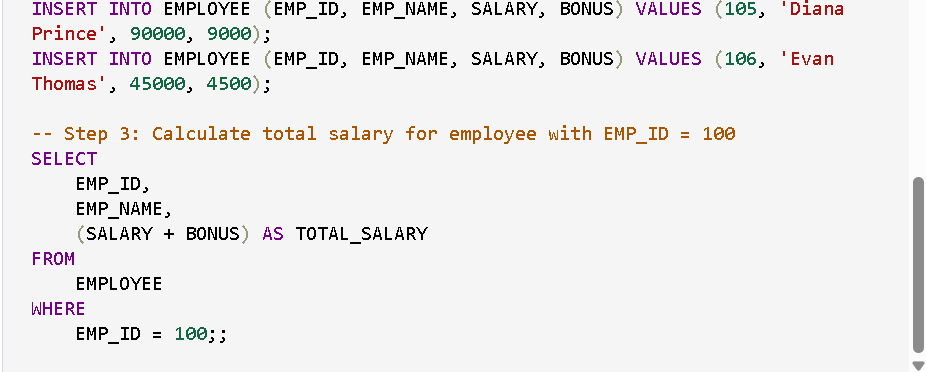 INSERT INTO EMPLOYEE (EMP_ID, EMP_NAME, SALARY, BONUS) VALUES (105, 'Diana
Prince', 90000, 9000);
INSERT INTO EMPLOYEE (EMP_ID, EMP_NAME, SALARY, BONUS) VALUES (106, 'Evan
Thomas', 45000, 4500);
-- Step 3: Calculate total salary for employee with EMP_ID = 100
SELECT
EMP_ID,
EMP_NAME,
(SALARY + BONUS) AS TOTAL_SALARY
FROM
EMPLOYEE
WHERE
EMP_ID = 100;;